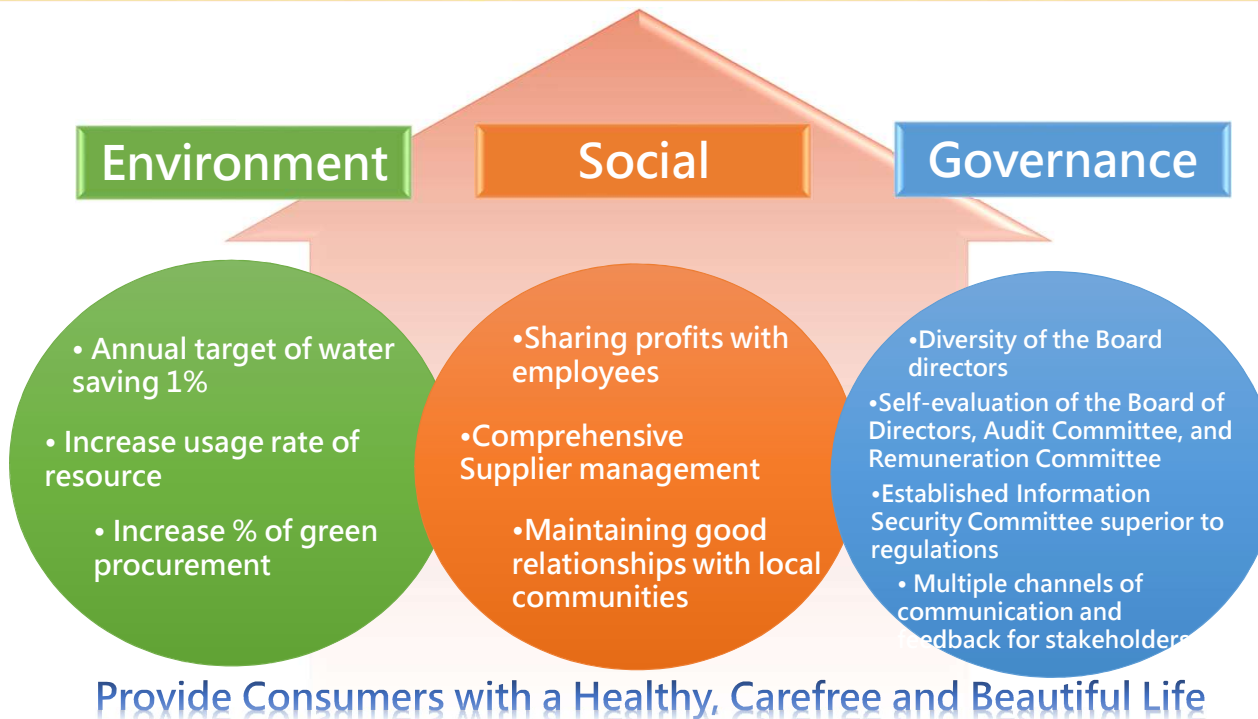 Environment
Social
Governance
• Annual target of water
saving 1%
• Increase usage rate of
resource
• Increase % of green
procurement
•Sharing profits with
employees
•Comprehensive
Supplier management
•Maintaining good
relationships with local
communities
•Diversity of the Board
directors
•Self-evaluation of the Board of
Directors, Audit Committee, and
Remuneration Committee
•Established Information
Security Committee superior to
regulations
• Multiple channels of
communication and
feedback for stakeholders
Provide Consumers with a Healthy, Carefree and Beautiful Life